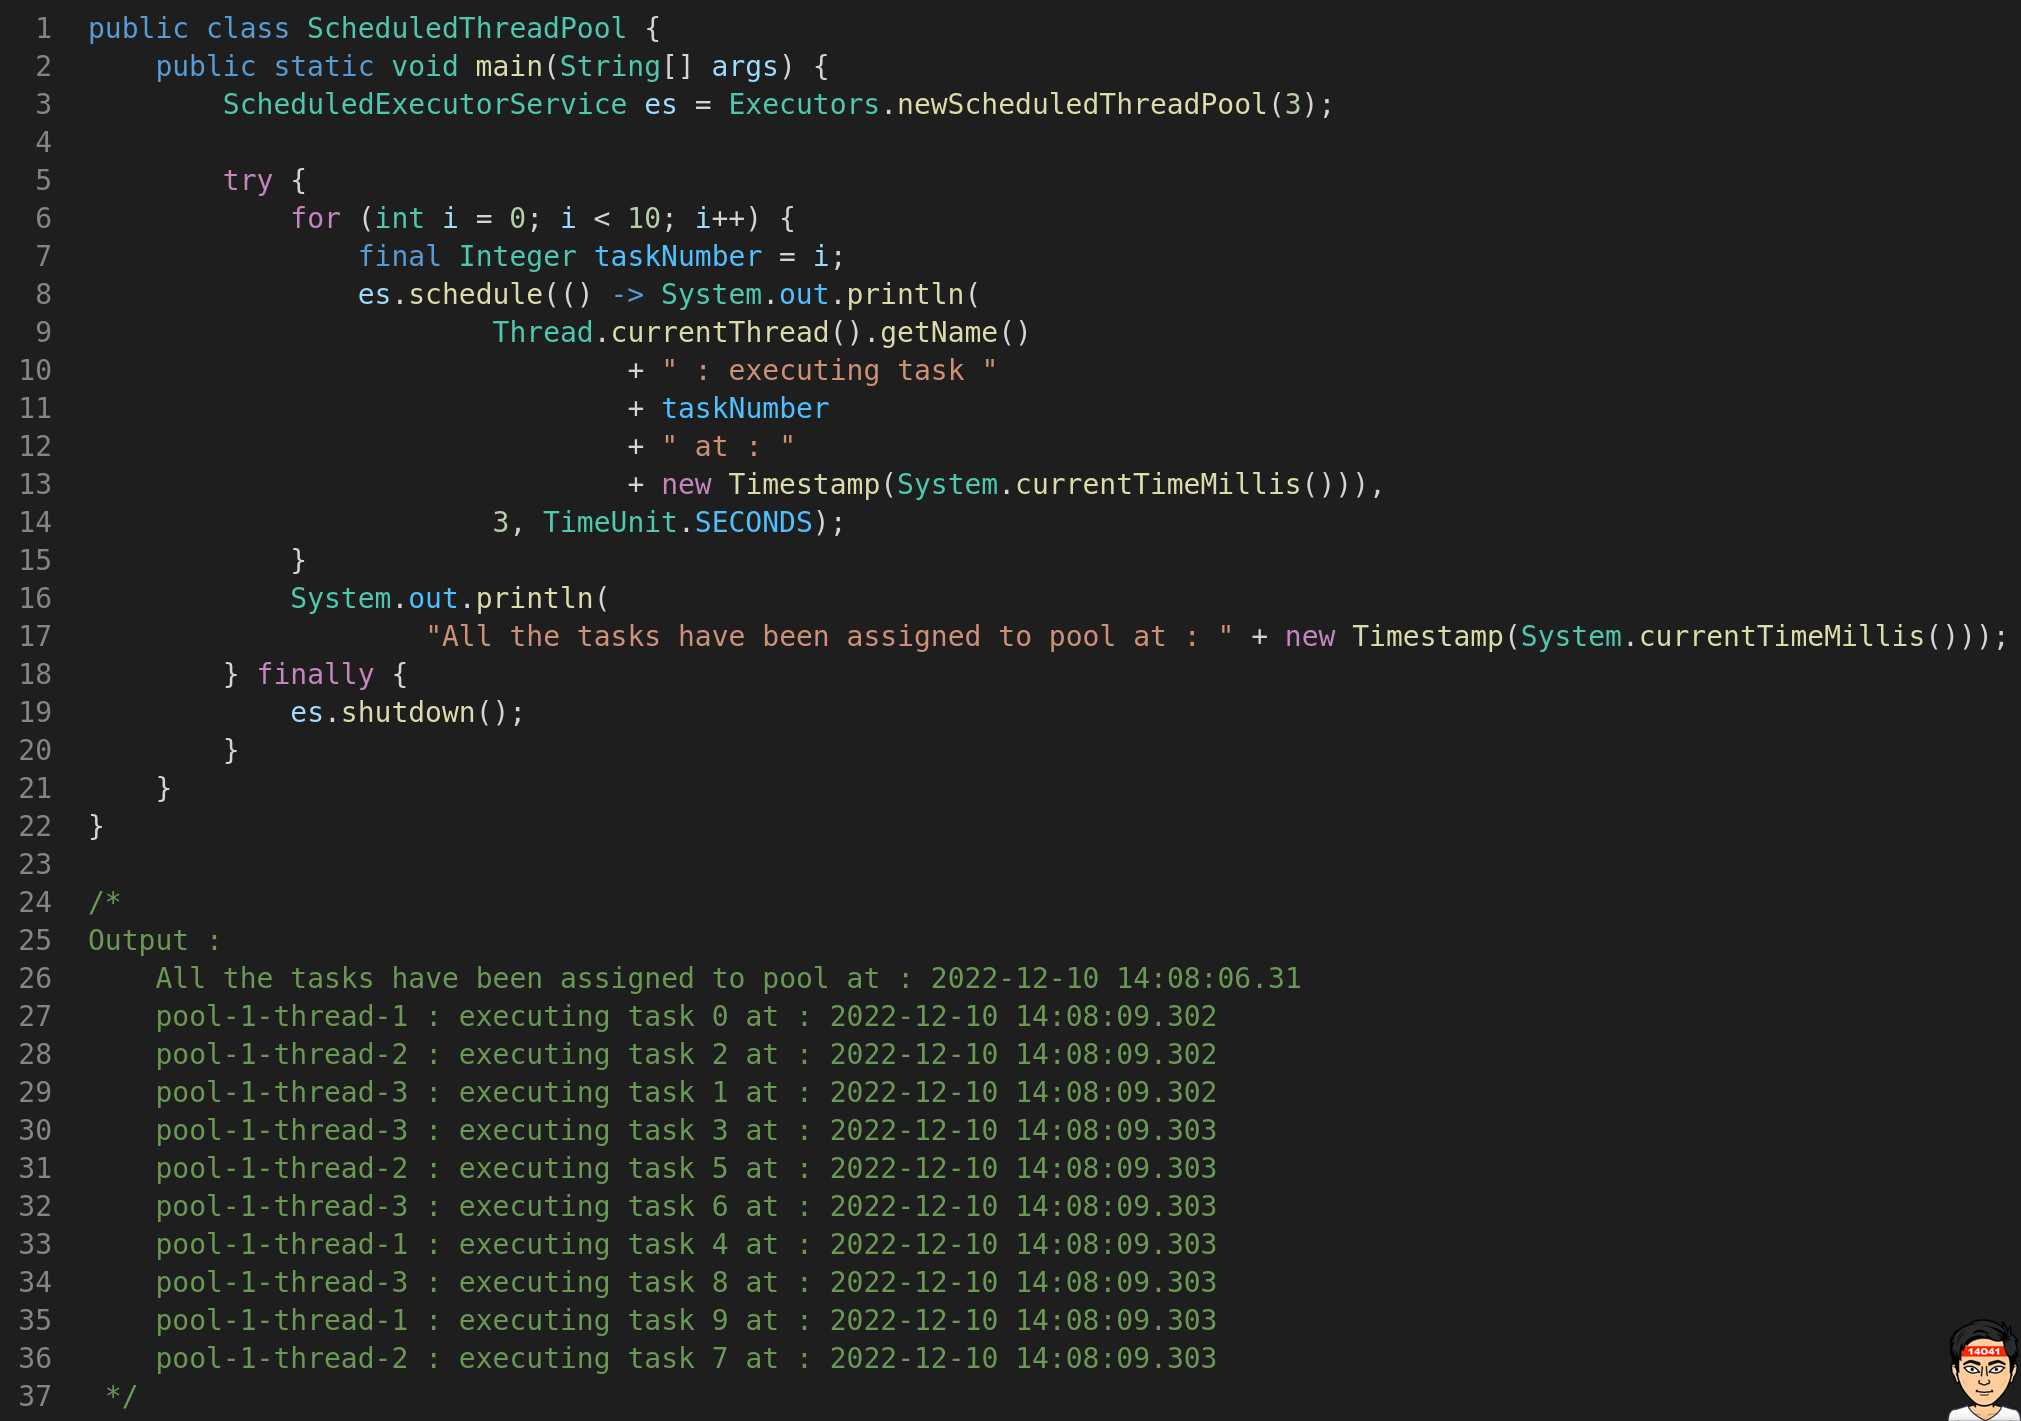 1 public class ScheduledThreadPool {
2     public static void main(String[] args) {
3         ScheduledExecutorService es = Executors.newScheduledThreadPool(3);
4
5         try {
6             for (int i = 0; i < 10; i++) {
7                 final Integer taskNumber = i;
8                 es.schedule(() -> System.out.println(
9                         Thread.currentThread().getName()
10                                 + " : executing task "
11                                 + taskNumber
12                                 + " at : "
13                                 + new Timestamp(System.currentTimeMillis())),
14                         3, TimeUnit.SECONDS);
15             }
16             System.out.println(
17                     "All the tasks have been assigned to pool at : " + new Timestamp(System.currentTimeMillis()));
18         } finally {
19             es.shutdown();
20         }
21     }
22 }
23
24 /*
25 Output :
26     All the tasks have been assigned to pool at : 2022-12-10 14:08:06.31
27     pool-1-thread-1 : executing task 0 at : 2022-12-10 14:08:09.302
28     pool-1-thread-2 : executing task 2 at : 2022-12-10 14:08:09.302
29     pool-1-thread-3 : executing task 1 at : 2022-12-10 14:08:09.302
30     pool-1-thread-3 : executing task 3 at : 2022-12-10 14:08:09.303
31     pool-1-thread-2 : executing task 5 at : 2022-12-10 14:08:09.303
32     pool-1-thread-3 : executing task 6 at : 2022-12-10 14:08:09.303
33     pool-1-thread-1 : executing task 4 at : 2022-12-10 14:08:09.303
34     pool-1-thread-3 : executing task 8 at : 2022-12-10 14:08:09.303
35     pool-1-thread-1 : executing task 9 at : 2022-12-10 14:08:09.303
36     pool-1-thread-2 : executing task 7 at : 2022-12-10 14:08:09.303
37  */
14041